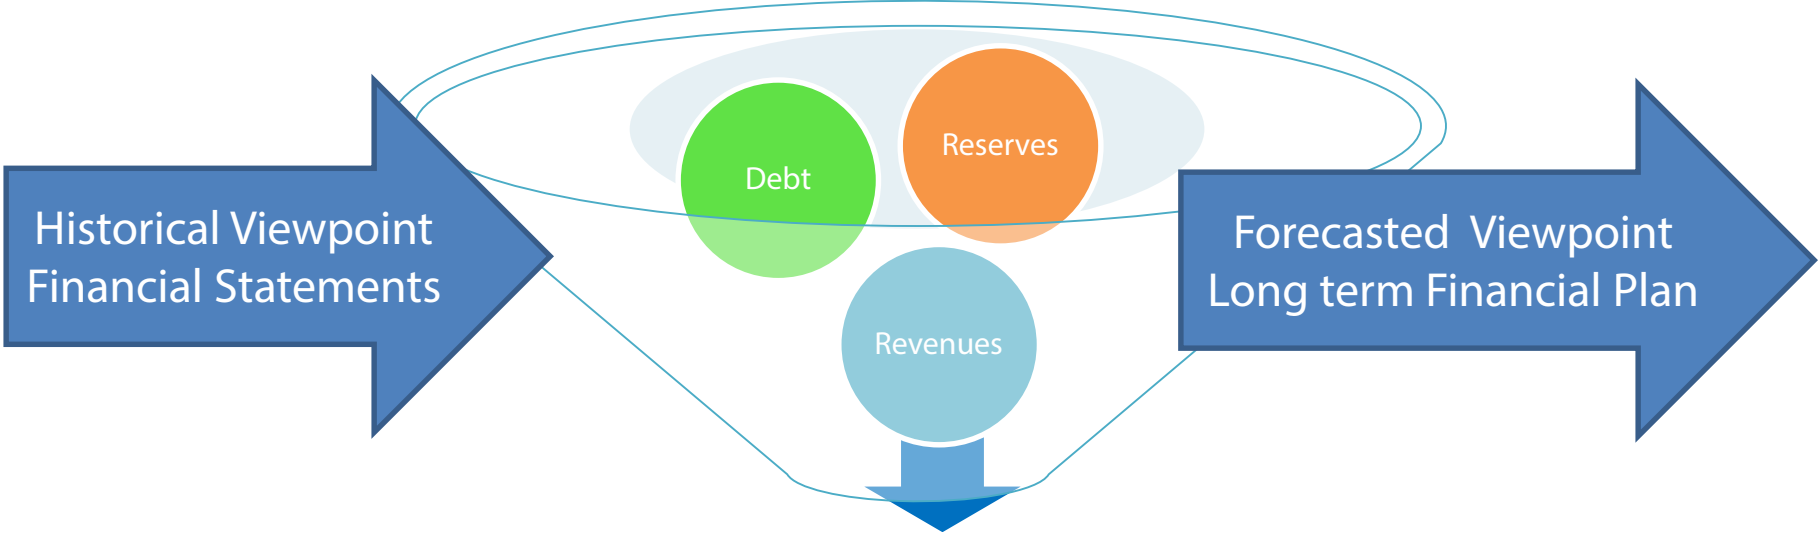 Historical Viewpoint
Financial Statements
Debt
Reserves
Revenues
Forecasted  Viewpoint
Long term Financial Plan